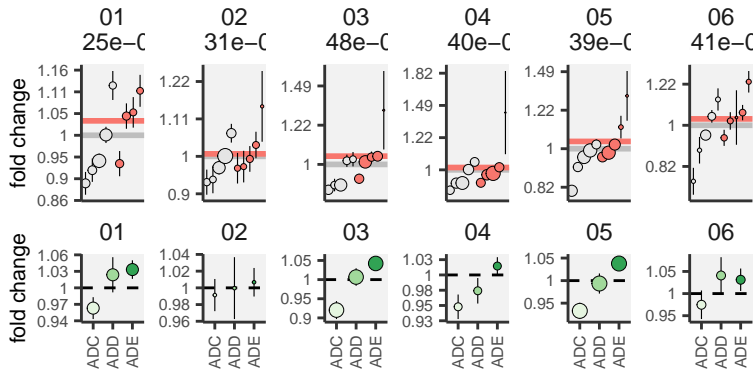 01 02 03 04 05 06
25e−0 31e−0 48e−0 40e−0 39e−0 41e−0
fold change
1.16 1.11 1.05 1 0.95 0.9 0.86
1.22 1.11 1 0.9
1.49 1.22 1
1.82 1.49 1.22 1
1.49 1.22 1 0.82
1.22 1 0.82
01 02 03 04 05 06
fold change
1.06 1.03 1 0.97 0.94
1.04 1.02 1 0.98 0.96
1.05 1 0.95 0.9
1.03 1 0.98 0.95 0.93
1.05 1 0.95
1.05 1 0.95
ADC ADD ADE ADC ADD ADE ADC ADD ADE ADC ADD ADE ADC ADD ADE ADC ADD ADE